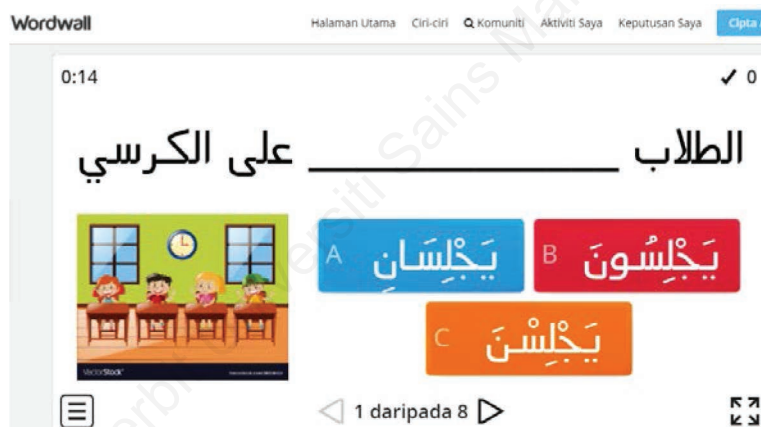 Wordwall
Halaman Utama Ciri-ciri Komuniti Aktiviti Saya Keputusan Saya Cipta
0:14 ✓ 0
الطلاب ______________ على الكرسي
A يَجْلِسَانِ
B يَجْلِسُونَ
C يَجْلِسْنَ
VectorStock
1 daripada 8